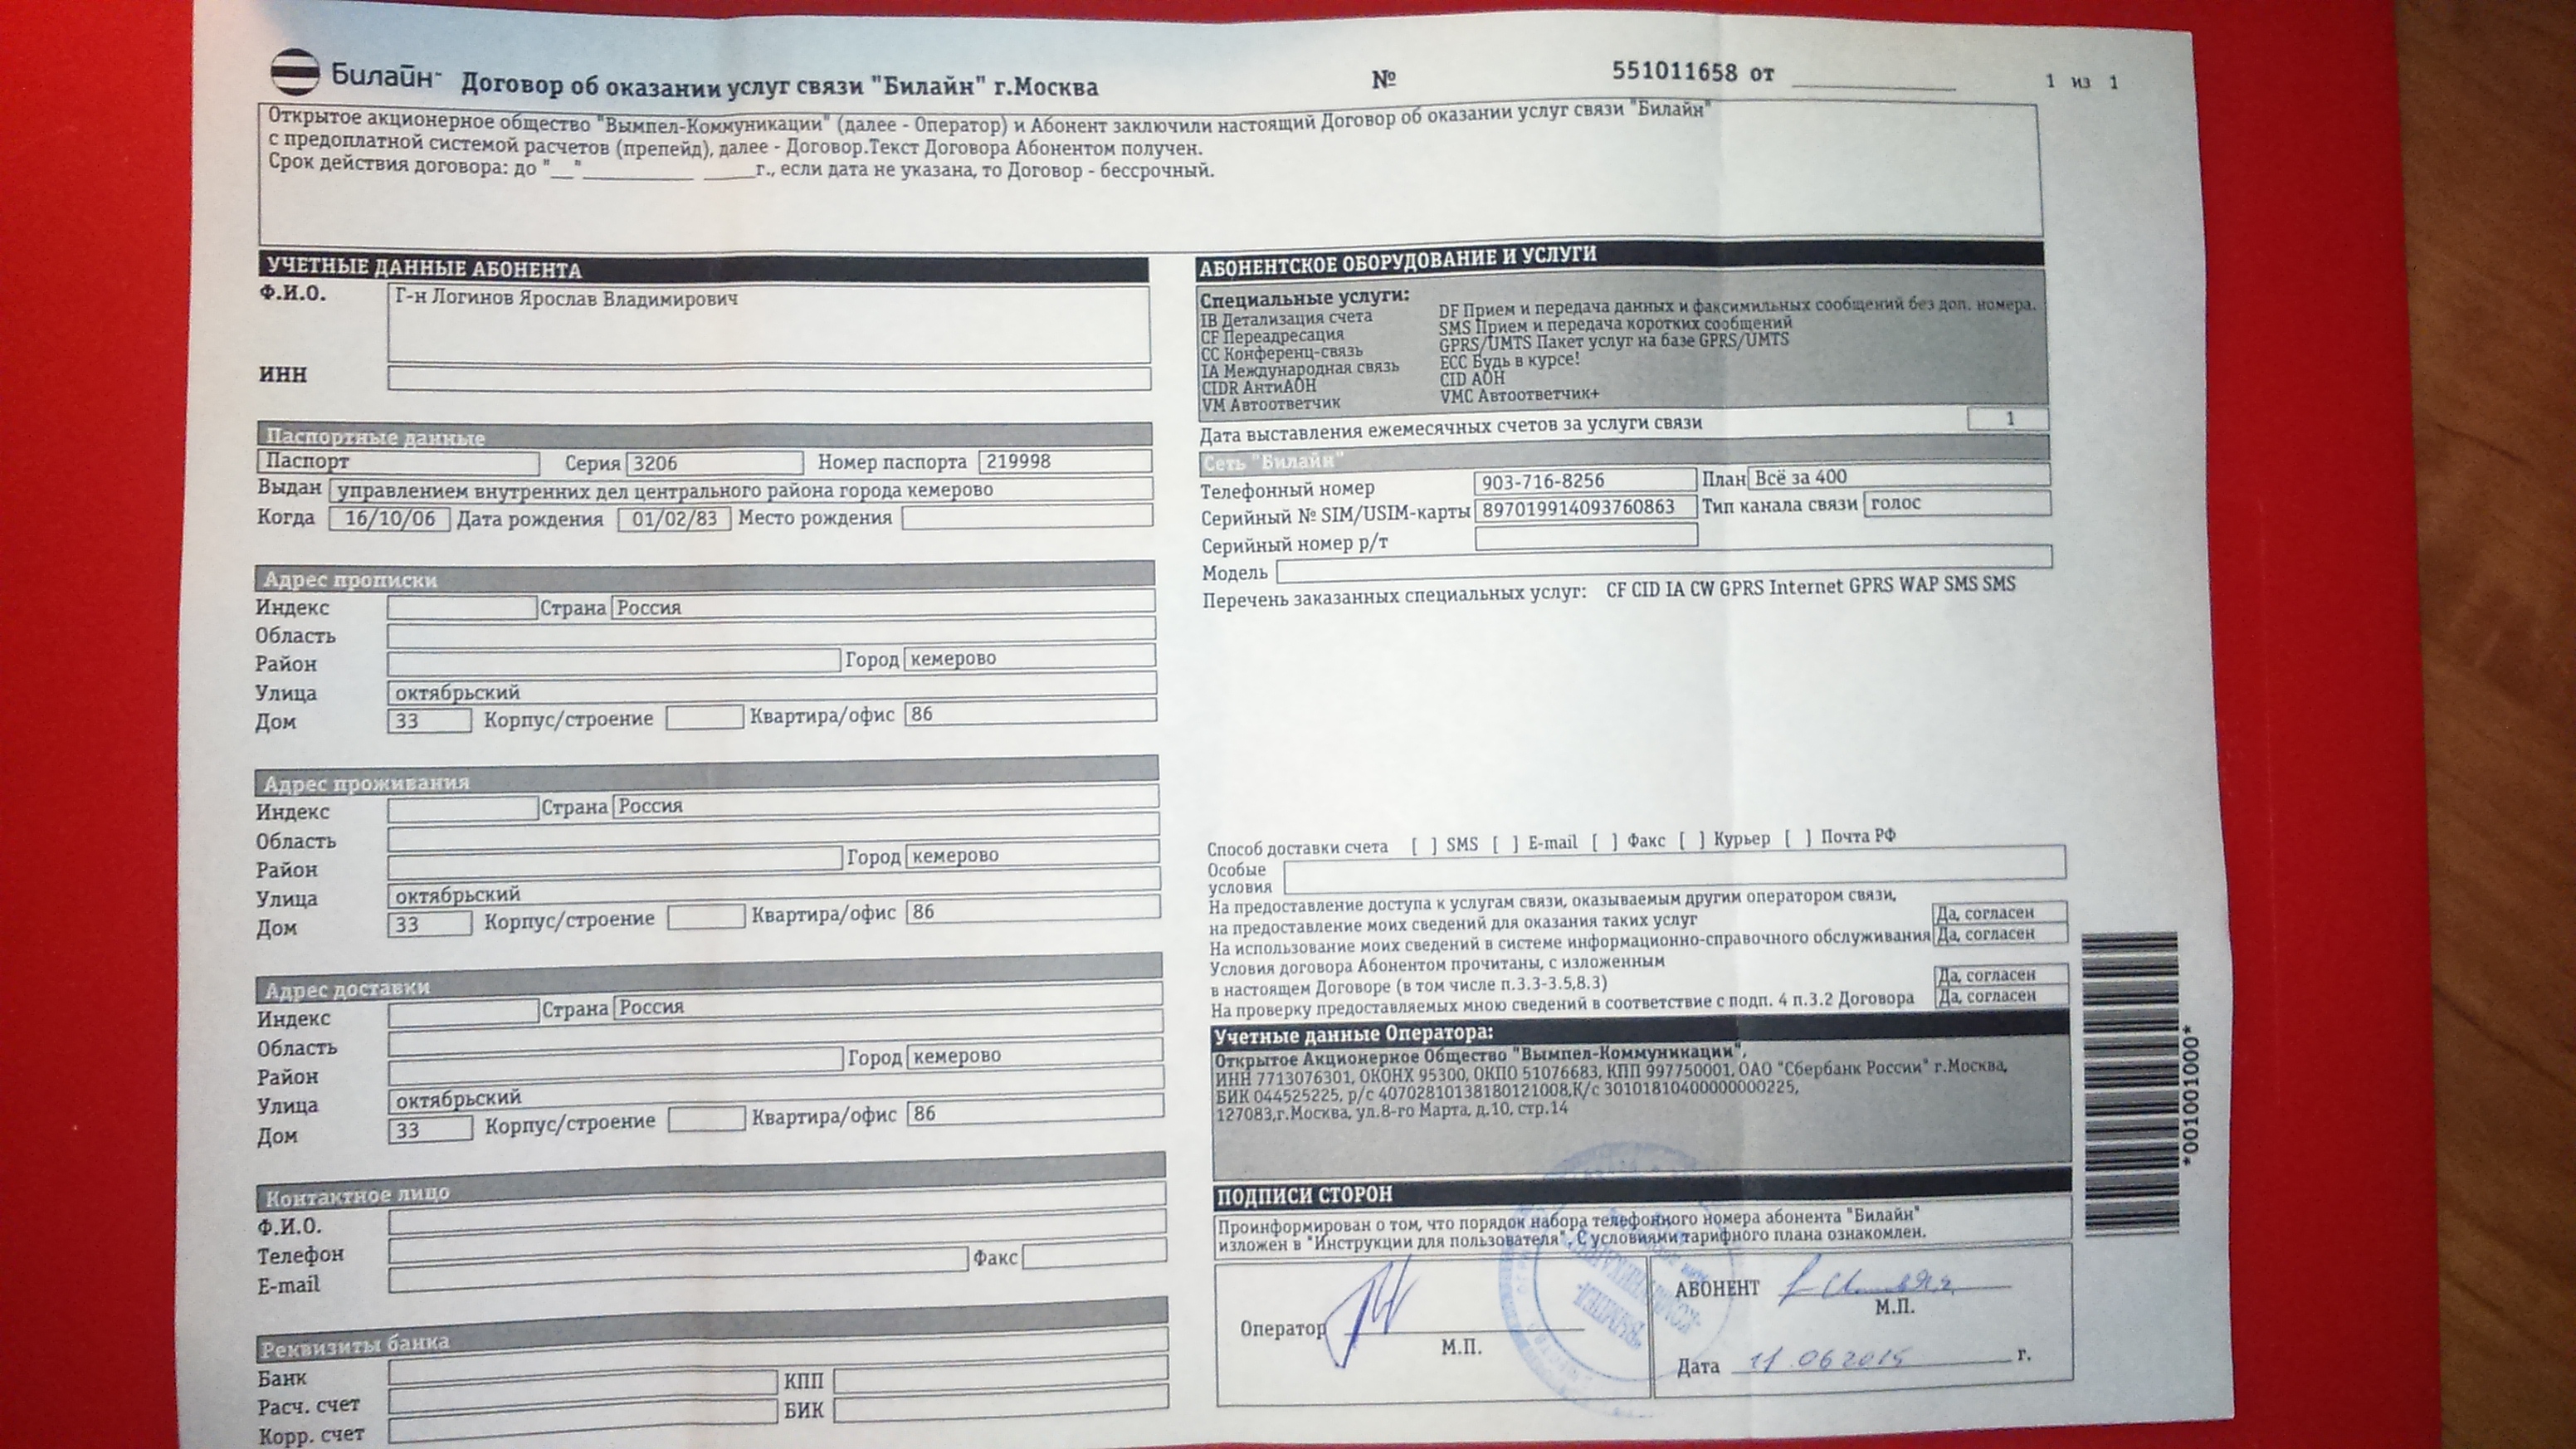 Билайн™ Договор об оказании услуг связи "Билайн" г.Москва № 551011658 от 1 из 1
Открытое акционерное общество "Вымпел-Коммуникации" (далее - Оператор) и Абонент заключили настоящий Договор об оказании услуг связи "Билайн"
с предоплатной системой расчетов (препейд), далее - Договор.Текст Договора Абонентом получен.
Срок действия договора: до "__" ________ ____г., если дата не указана, то Договор - бессрочный.
УЧЕТНЫЕ ДАННЫЕ АБОНЕНТА
Ф.И.О. Г-н Логинов Ярослав Владимирович
ИНН
Паспортные данные
Паспорт Серия 3206 Номер паспорта 219998
Выдан управлением внутренних дел центрального района города кемерово
Когда 16/10/06 Дата рождения 01/02/83 Место рождения
Адрес прописки
Индекс Страна Россия
Область
Район Город кемерово
Улица октябрьский
Дом 33 Корпус/строение Квартира/офис 86
Адрес проживания
Индекс Страна Россия
Область
Район Город кемерово
Улица октябрьский
Дом 33 Корпус/строение Квартира/офис 86
Адрес доставки
Индекс Страна Россия
Область
Район Город кемерово
Улица октябрьский
Дом 33 Корпус/строение Квартира/офис 86
Контактное лицо
Ф.И.О.
Телефон Факс
E-mail
Реквизиты банка
Банк КПП
Расч. счет БИК
Корр. счет
АБОНЕНТСКОЕ ОБОРУДОВАНИЕ И УСЛУГИ
Специальные услуги:
IB Детализация счета
CF Переадресация
CC Конференц-связь
IA Международная связь
CIDR АнтиАОН
VM Автоответчик
DF Прием и передача данных и факсимильных сообщений без доп. номера.
SMS Прием и передача коротких сообщений
GPRS/UMTS Пакет услуг на базе GPRS/UMTS
ECC Будь в курсе!
CID АОН
VMC Автоответчик+
Дата выставления ежемесячных счетов за услуги связи 1
Сеть "Билайн"
Телефонный номер 903-716-8256 План Всё за 400
Серийный № SIM/USIM-карты 897019914093760863 Тип канала связи голос
Серийный номер р/т
Модель
Перечень заказанных специальных услуг: CF CID IA CW GPRS Internet GPRS WAP SMS SMS
Способ доставки счета [ ] SMS [ ] E-mail [ ] Факс [ ] Курьер [ ] Почта РФ
Особые
условия
На предоставление доступа к услугам связи, оказываемым другим оператором связи,
на предоставление моих сведений для оказания таких услуг Да, согласен
На использование моих сведений в системе информационно-справочного обслуживания Да, согласен
Условия договора Абонентом прочитаны, с изложенным
в настоящем Договоре (в том числе п.3.3-3.5,8.3) Да, согласен
На проверку предоставляемых мною сведений в соответствие с подп. 4 п.3.2 Договора Да, согласен
Учетные данные Оператора:
Открытое Акционерное Общество "Вымпел-Коммуникации",
ИНН 7713076301, ОКОНХ 95300, ОКПО 51076683, КПП 997750001, ОАО "Сбербанк России" г.Москва,
БИК 044525225, р/с 40702810138180121008,К/с 30101810400000000225,
127083,г.Москва, ул.8-го Марта, д.10, стр.14
ПОДПИСИ СТОРОН
Проинформирован о том, что порядок набора телефонного номера абонента "Билайн"
изложен в "Инструкции для пользователя". С условиями тарифного плана ознакомлен.
Оператор
М.П.
АБОНЕНТ
М.П.
Дата 11.06 2015 г.
*001001000*